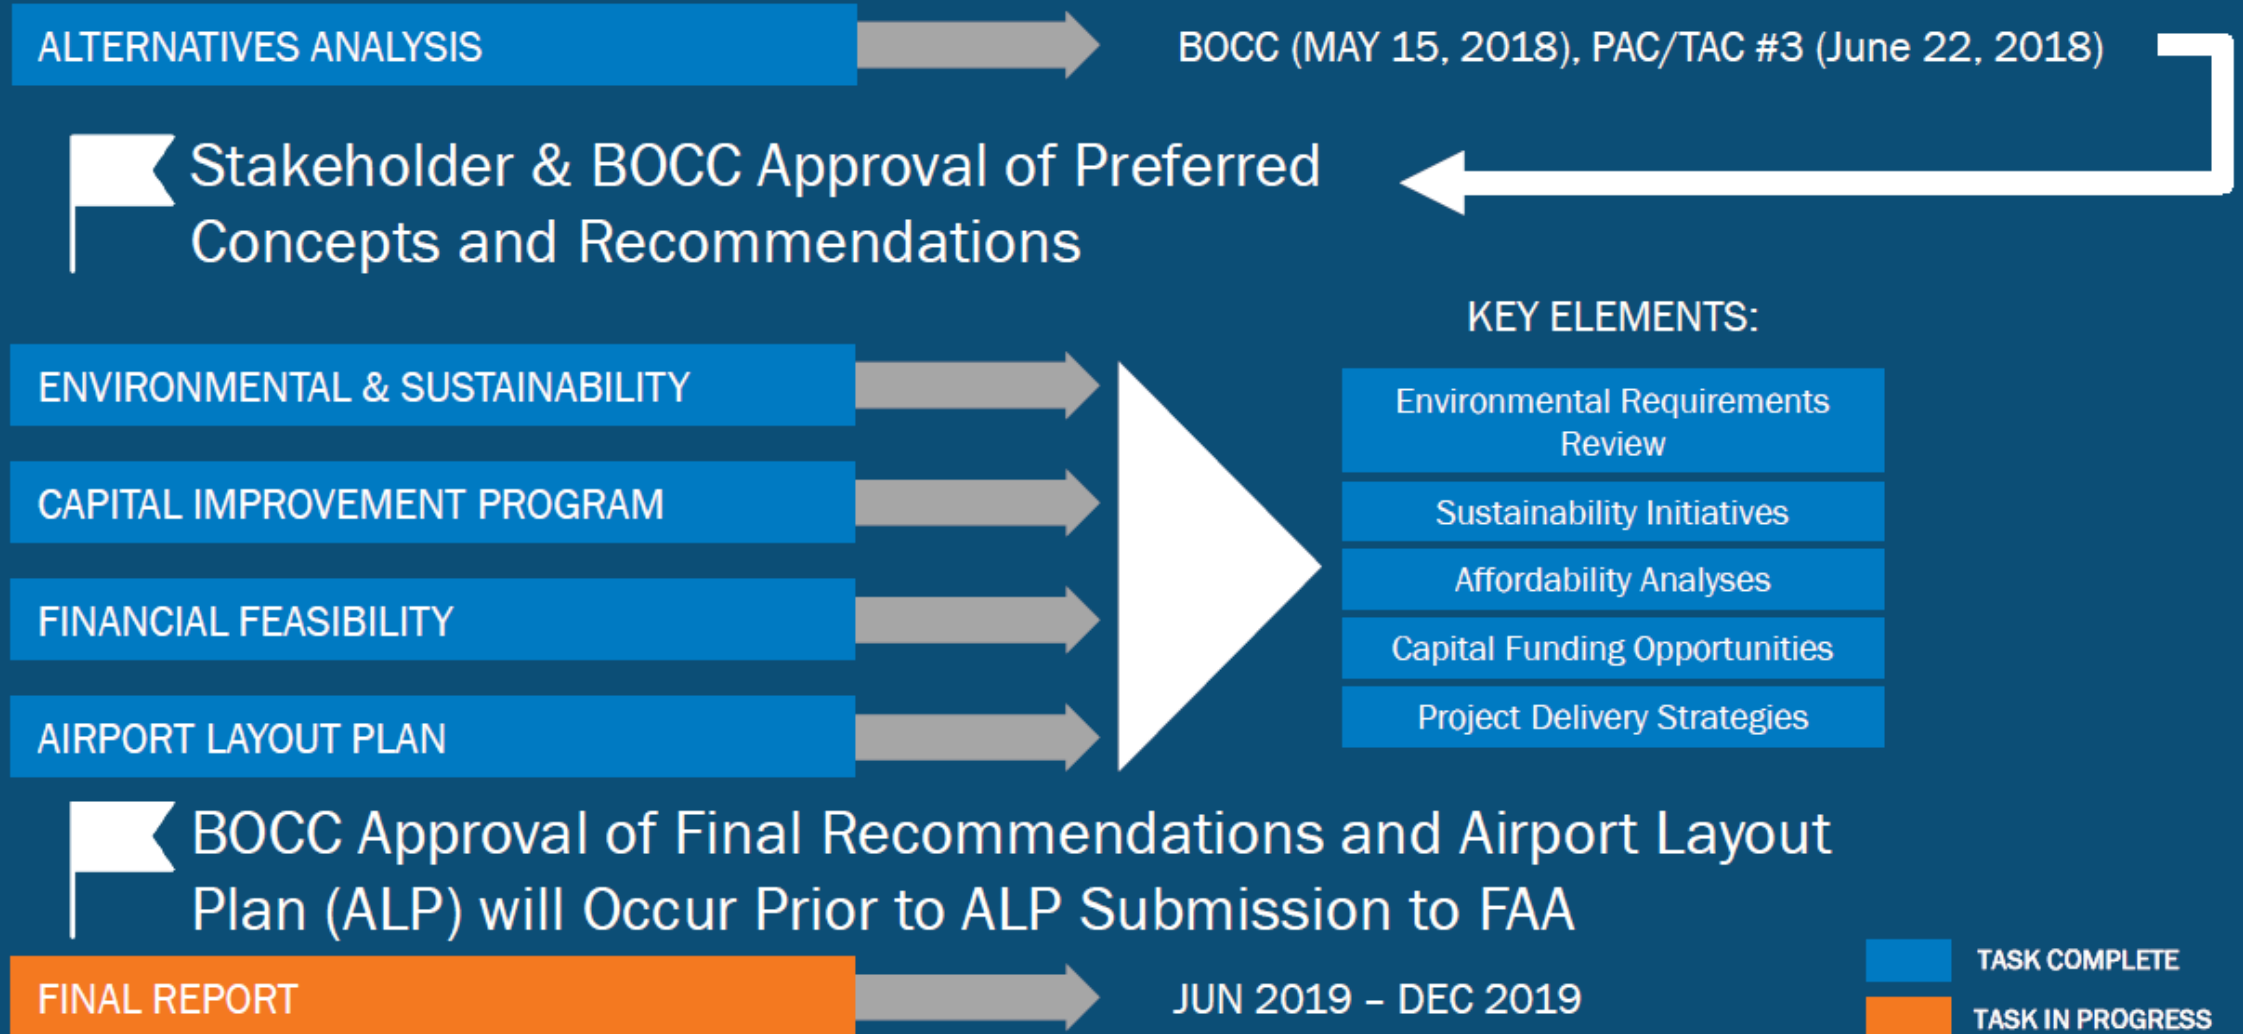 ALTERNATIVES ANALYSIS
BOCC (MAY 15, 2018), PAC/TAC #3 (June 22, 2018)
Stakeholder & BOCC Approval of Preferred
Concepts and Recommendations
KEY ELEMENTS:
ENVIRONMENTAL & SUSTAINABILITY
CAPITAL IMPROVEMENT PROGRAM
FINANCIAL FEASIBILITY
AIRPORT LAYOUT PLAN
Environmental Requirements
Review
Sustainability Initiatives
Affordability Analyses
Capital Funding Opportunities
Project Delivery Strategies
BOCC Approval of Final Recommendations and Airport Layout
Plan (ALP) will Occur Prior to ALP Submission to FAA
FINAL REPORT
JUN 2019 – DEC 2019
TASK COMPLETE
TASK IN PROGRESS